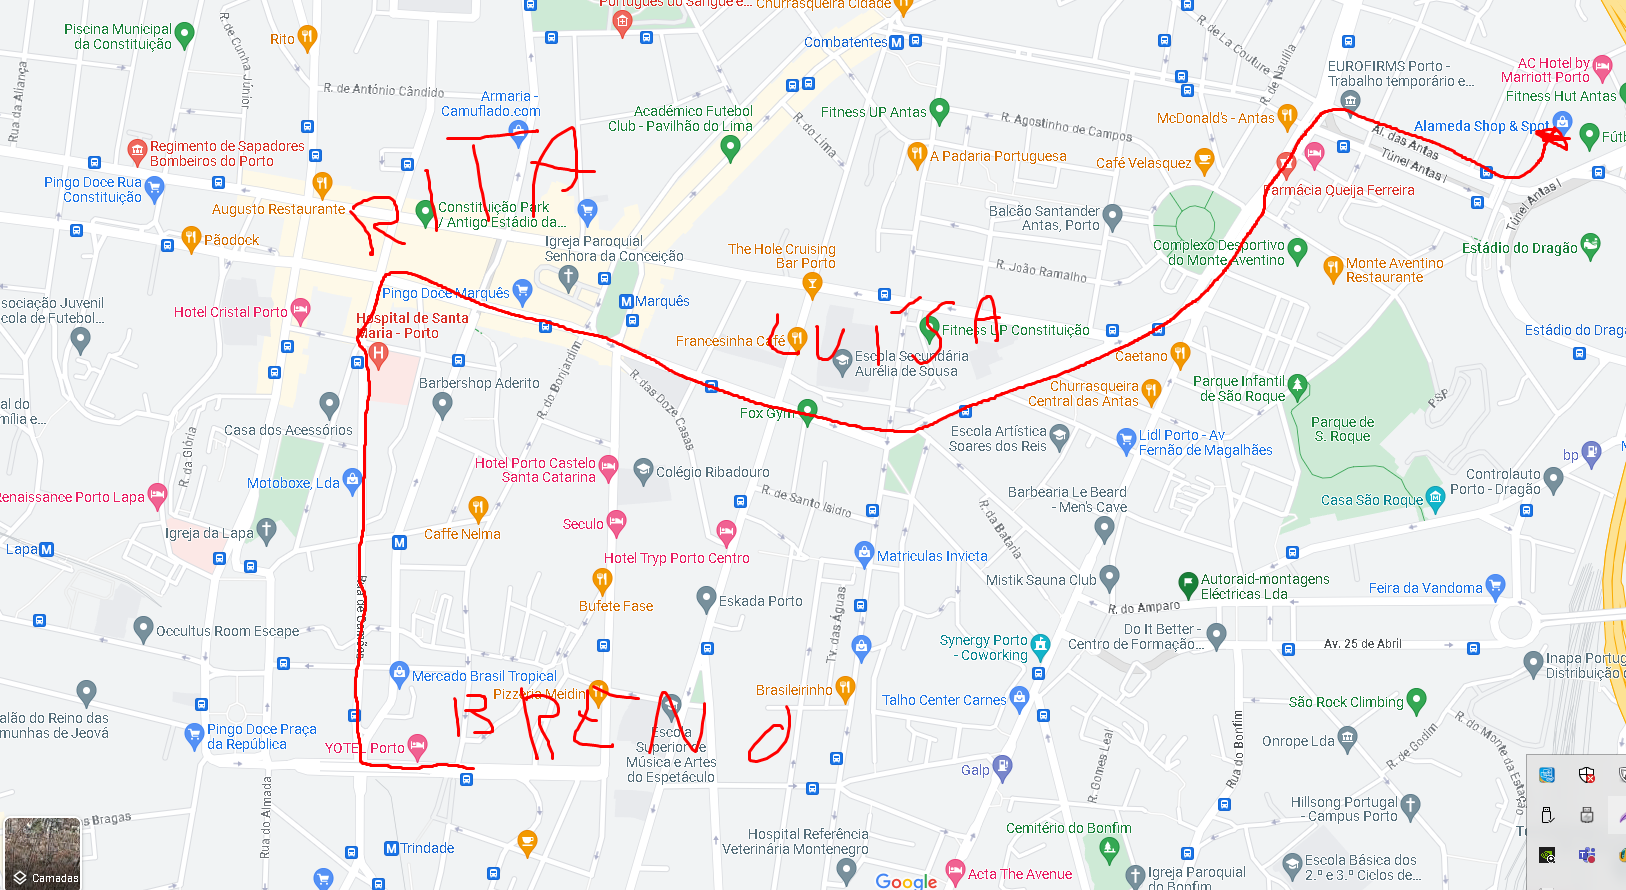 Português do Sangue e...
Churrasqueira Cidade
Piscina Municipal
da Constituição
R. de Cunha Júnior
Rito
Combatentes
R. de La Couture
R. de Naulila
EUROFIRMS Porto -
Trabalho temporário e...
AC Hotel by
Marriott Porto
Fitness Hut Antas
Rua da Aliança
R. de António Cândido
Armaria -
Camuflado.com
Académico Futebol
Club - Pavilhão do Lima
R. do Lima
Fitness UP Antas
R. Agostinho de Campos
McDonald's - Antas
Alameda Shop & Spot
Al. das Antas
Túnel Antas I
Túnel Antas I
Regimento de Sapadores
Bombeiros do Porto
RITA
A Padaria Portuguesa
Café Velasquez
Farmácia Queija Ferreira
Pingo Doce Rua
Constituição
Augusto Restaurante
Constituição Park
/ Antigo Estádio da...
Balcão Santander
Antas, Porto
Pãodock
Igreja Paroquial
Senhora da Conceição
The Hole Cruising
Bar Porto
Complexo Desportivo
do Monte Aventino
Estádio do Dragão
R. João Ramalho
Monte Aventino
Restaurante
ssociação Juvenil
cola de Futebol...
Hotel Cristal Porto
Pingo Doce Marquês
Marquês
LUISA
Hospital de Santa
Maria - Porto
Francesinha Café
Fitness UP Constituição
Estádio do Draga
Escola Secundária
Aurélia de Sousa
Caetano
Barbershop Aderito
R. do Bonjardim
R. das Doze Casas
Churrasqueira
Central das Antas
Parque Infantil
de São Roque
PSP
al do
mília e...
Casa dos Acessórios
Fox Gym
Escola Artística
Soares dos Reis
Lidl Porto - Av
Fernão de Magalhães
Parque de
S. Roque
bp
R. da Glória
Motoboxe, Lda
Hotel Porto Castelo
Santa Catarina
Colégio Ribadouro
R. de Santo Isidro
Controlauto
Porto - Dragão
Renaissance Porto Lapa
Barbearia Le Beard
- Men's Cave
Casa São Roque
Igreja da Lapa
Caffe Nelma
Seculo
R. da Bataria
Lapa
Hotel Tryp Porto Centro
Matriculas Invicta
Mistik Sauna Club
Autoraid-montagens
Eléctricas Lda
Feira da Vandoma
Rua de Camões
Bufete Fase
Eskada Porto
Tv. das Águas
R. do Amparo
Occultus Room Escape
Synergy Porto
- Coworking
Do It Better -
Centro de Formação...
Av. 25 de Abril
Inapa Portug
Distribuição d
Mercado Brasil Tropical
Pizzeria Meidin
Brasileirinho
Talho Center Carnes
São Rock Climbing
alão do Reino das
munhas de Jeová
Pingo Doce Praça
da República
BRENO
YOTEL Porto
Escola
Superior de
Música e Artes
do Espetáculo
Galp
R. Gomes Leal
Rua do Bonfim
Onrope Lda
R. de Godim
R. do Monte da Estaç
Rua do Almada
Bragas
Hillsong Portugal
- Campus Porto
Trindade
Hospital Referência
Veterinária Montenegro
Cemitério do Bonfim
Camadas
Google
Acta The Avenue
Igreja Paroquial
do Bonfim
Escola Básica dos
2.º e 3.º Ciclos de...